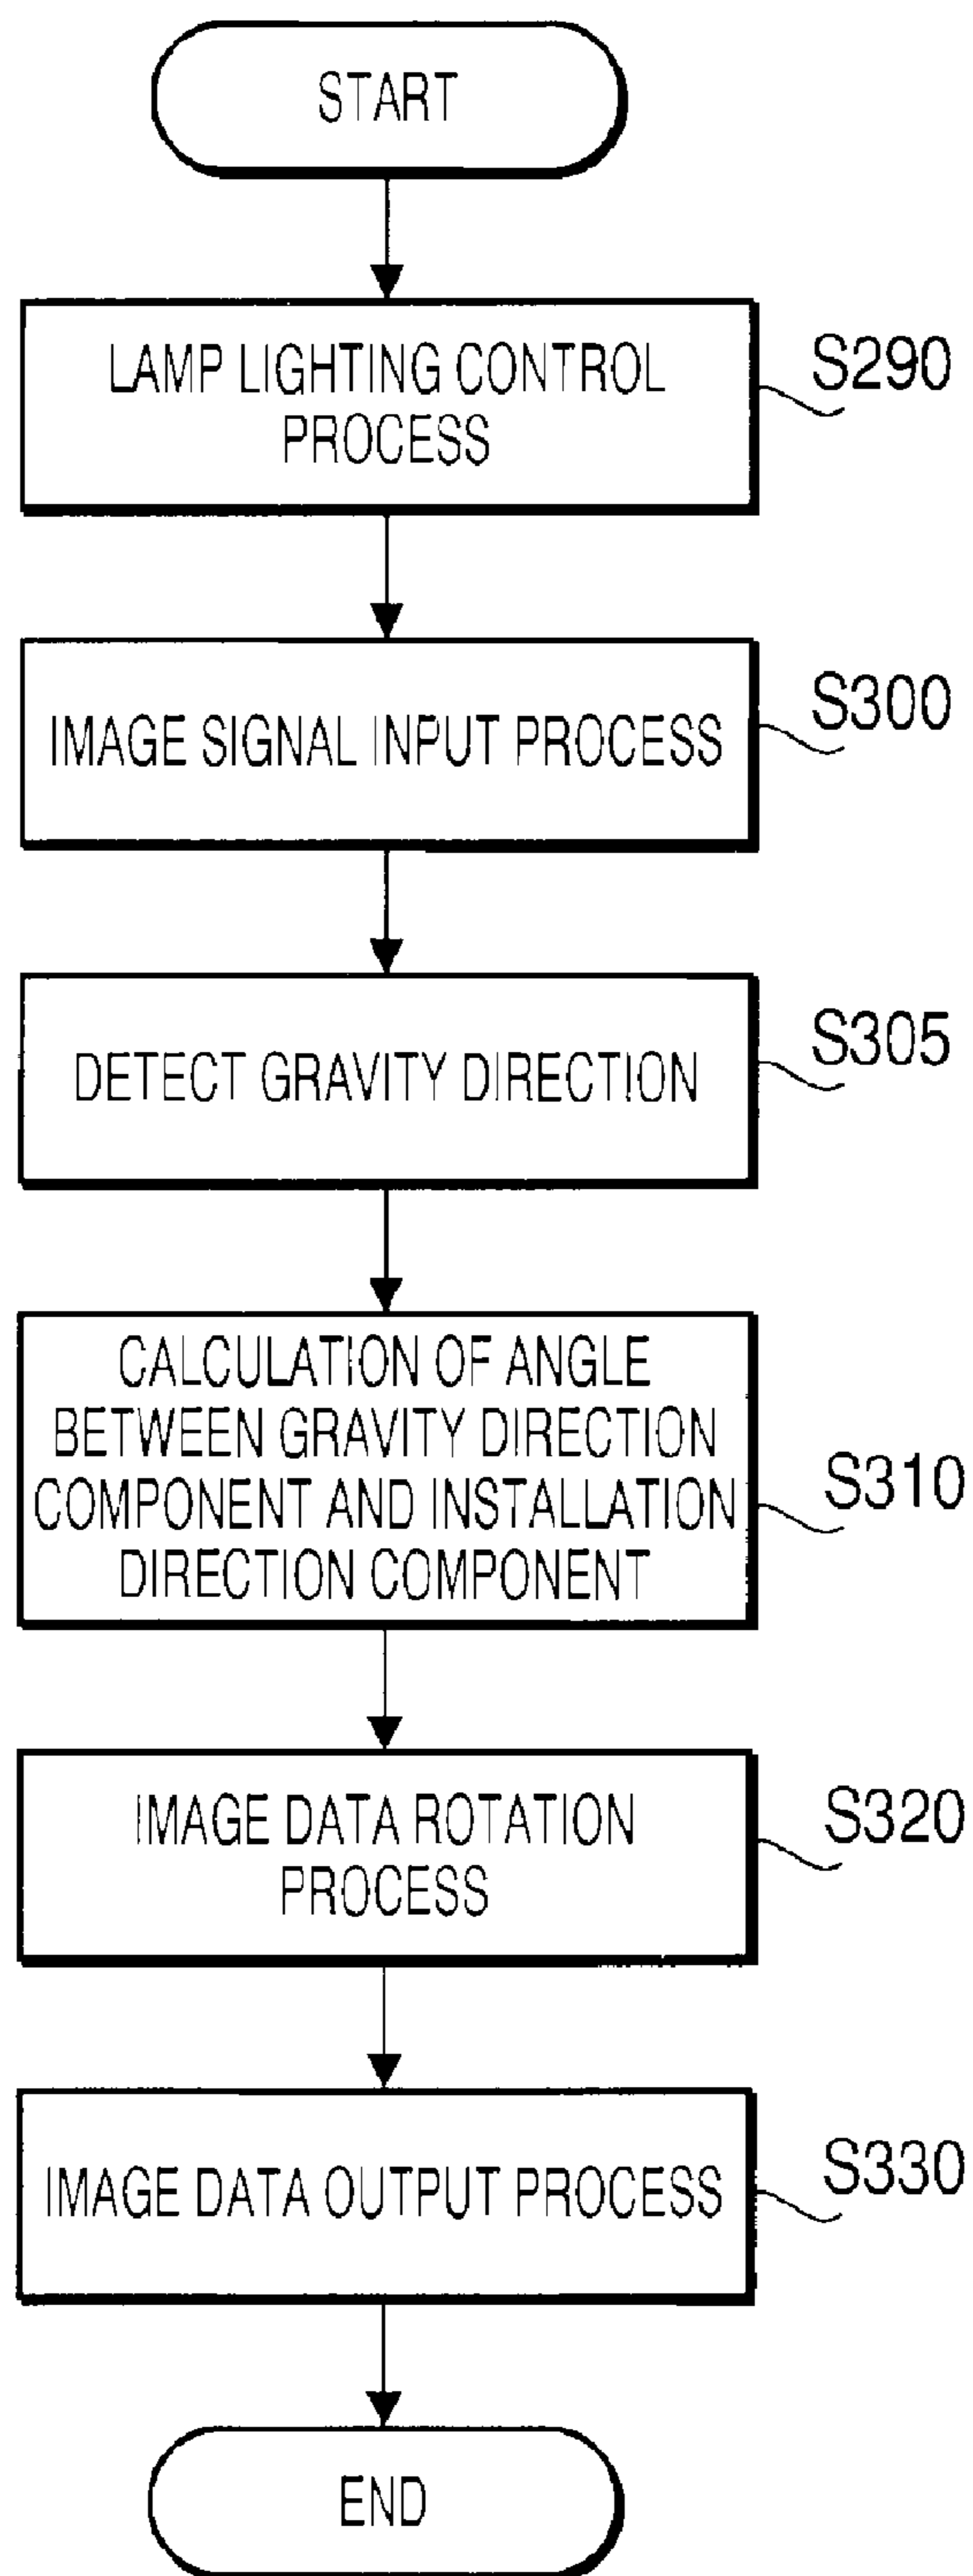 START
LAMP LIGHTING CONTROL
PROCESS
S290
IMAGE SIGNAL INPUT PROCESS
S300
DETECT GRAVITY DIRECTION
S305
CALCULATION OF ANGLE
BETWEEN GRAVITY DIRECTION
COMPONENT AND INSTALLATION
DIRECTION COMPONENT
S310
IMAGE DATA ROTATION
PROCESS
S320
IMAGE DATA OUTPUT PROCESS
S330
END